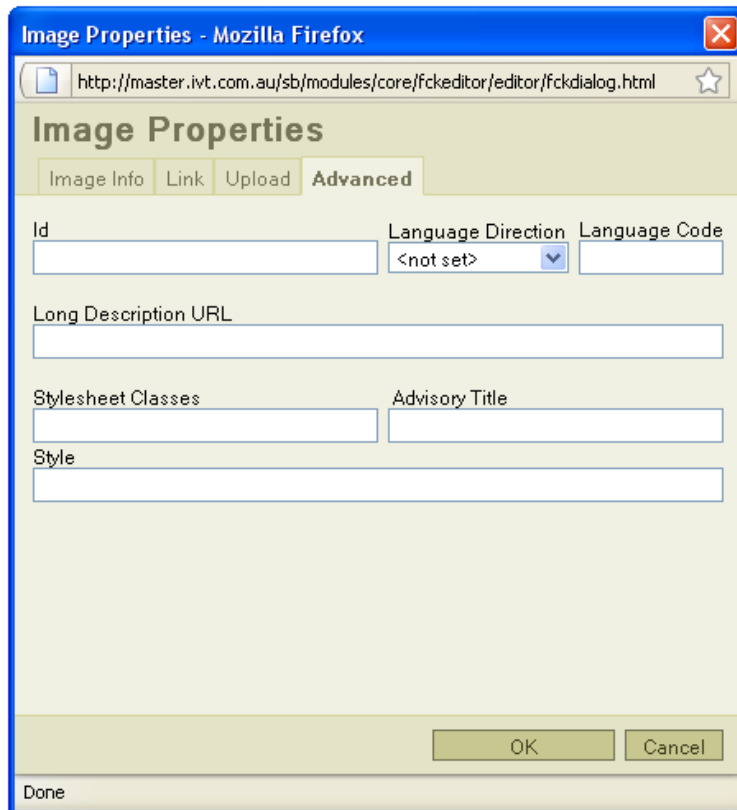 Image Properties - Mozilla Firefox
http://master.ivt.com.au/sb/modules/core/fckeditor/editor/fckdialog.html
Image Properties
Image Info Link Upload Advanced
Id Language Direction Language Code
<not set>
Long Description URL
Stylesheet Classes Advisory Title
Style
OK Cancel
Done